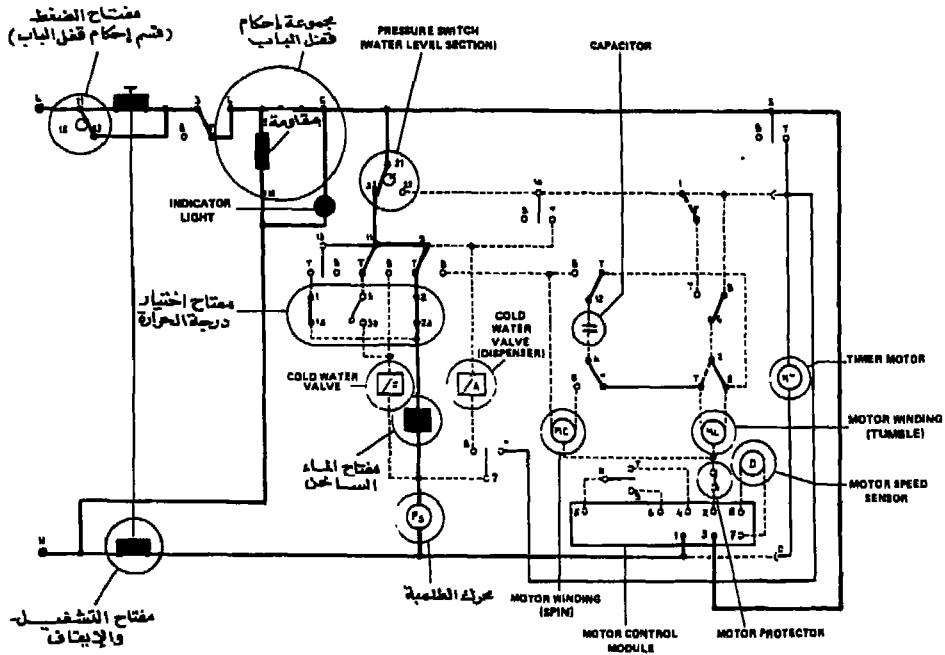 مفتاح الضغط
(قسم إحكام قفل الباب)
مجموعة إحكام
قفل الباب
PRESSURE SWITCH
(WATER LEVEL SECTION)
CAPACITOR
مقاومة
INDICATOR
LIGHT
مفتاح اختيار
درجة الحرارة
COLD
WATER
VALVE
(DISPENSER)
COLD WATER
VALVE
TIMER MOTOR
MOTOR WINDING
(TUMBLE)
مفتاح الماء
الساخن
MOTOR SPEED
SENSOR
محرك الطلمبة
MOTOR WINDING
(SPIN)
مفتاح التشغيل
والإيقاف
MOTOR CONTROL
MODULE
MOTOR PROTECTOR